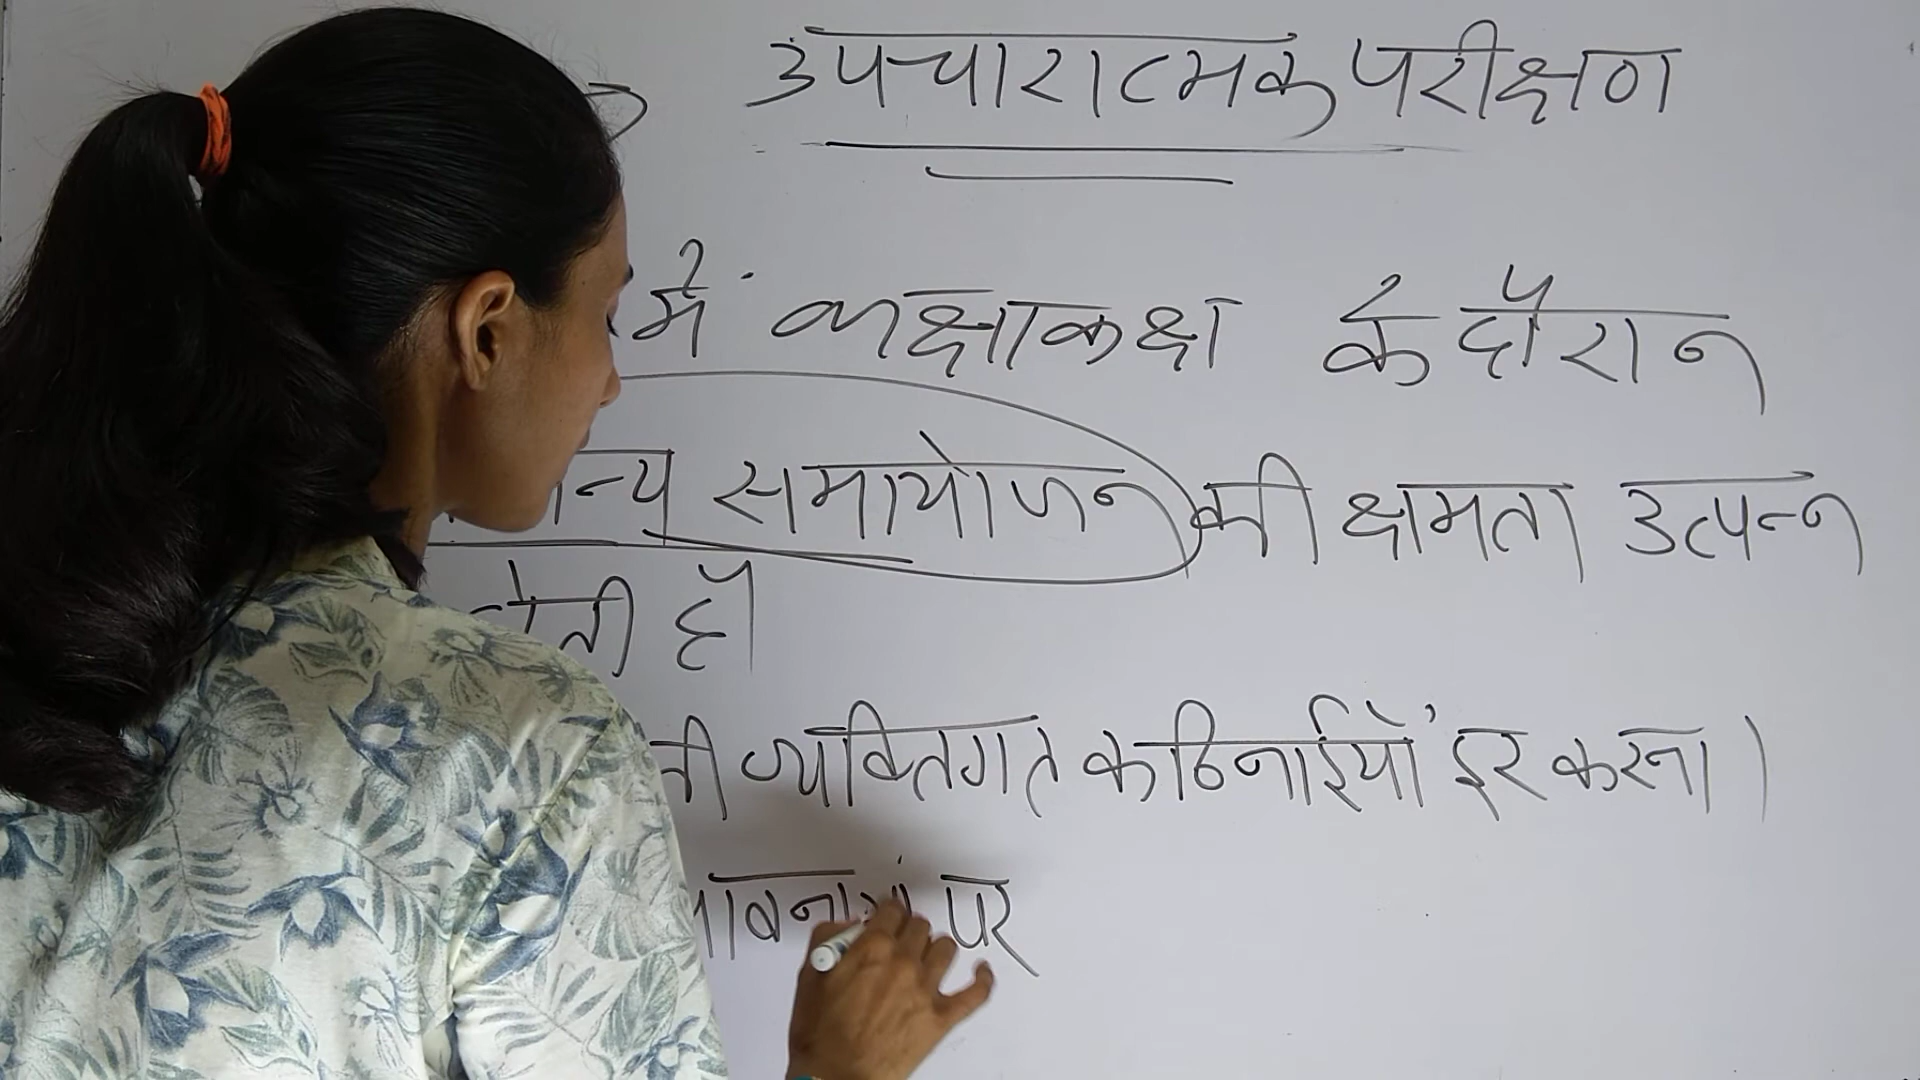 उपचारात्मक परीक्षण
में कक्षाकक्ष के दौरान
समायोजन की क्षमता उत्पन्न
है
व्यक्तिगत कठिनाईयों दूर करना।
पर